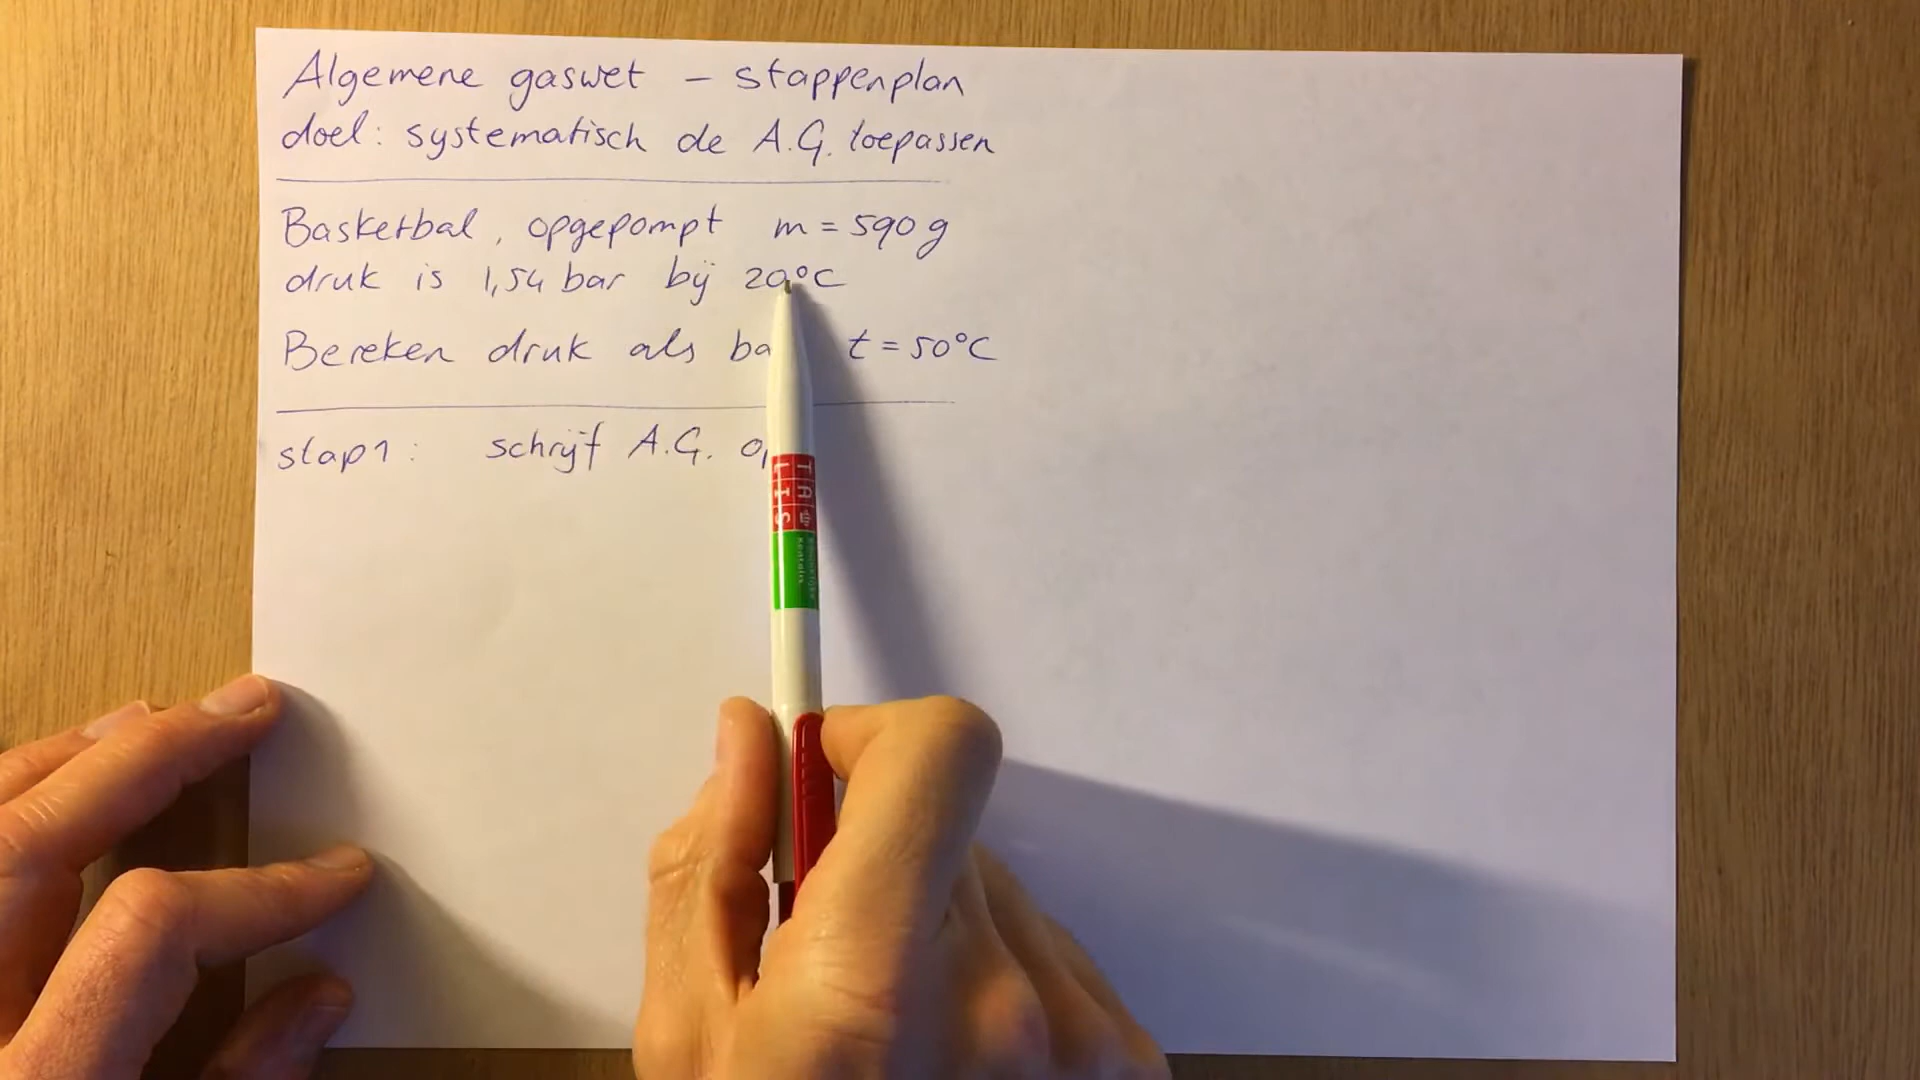 Algemene gaswet – stappenplan
doel: systematisch de A.G. toepassen
Basketbal, opgepompt m = 590 g
druk is 1,54 bar bij 20°C
Bereken druk als t = 50°C
stap 1: schrijf A.G.